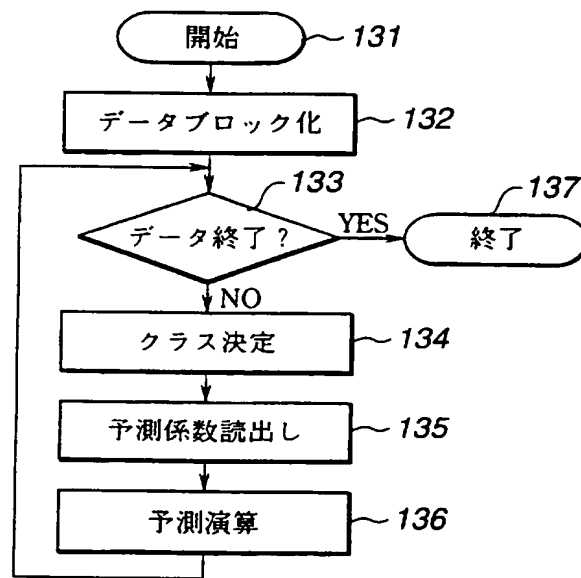 開始
131
データブロック化
132
133
137
データ終了?
YES
終了
NO
クラス決定
134
予測係数読出し
135
予測演算
136